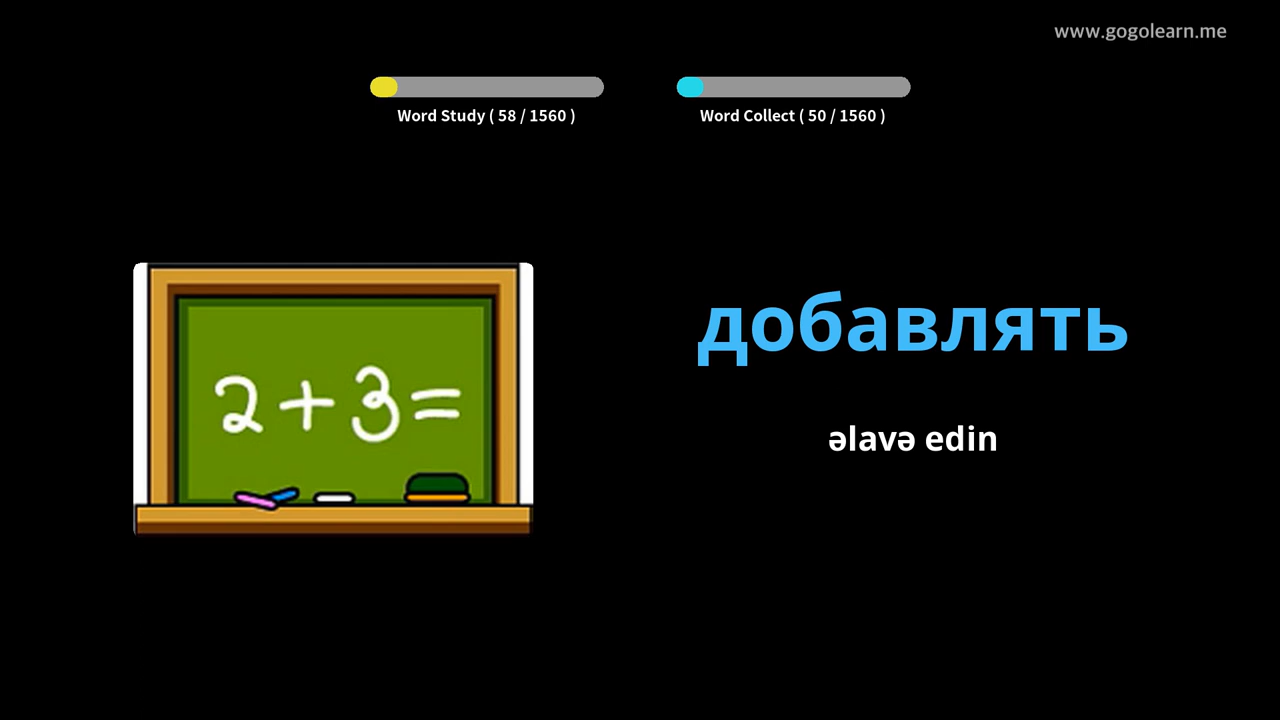 www.gogolearn.me
Word Study ( 58 / 1560 )
Word Collect ( 50 / 1560 )
2 + 3 =
добавлять
əlavə edin